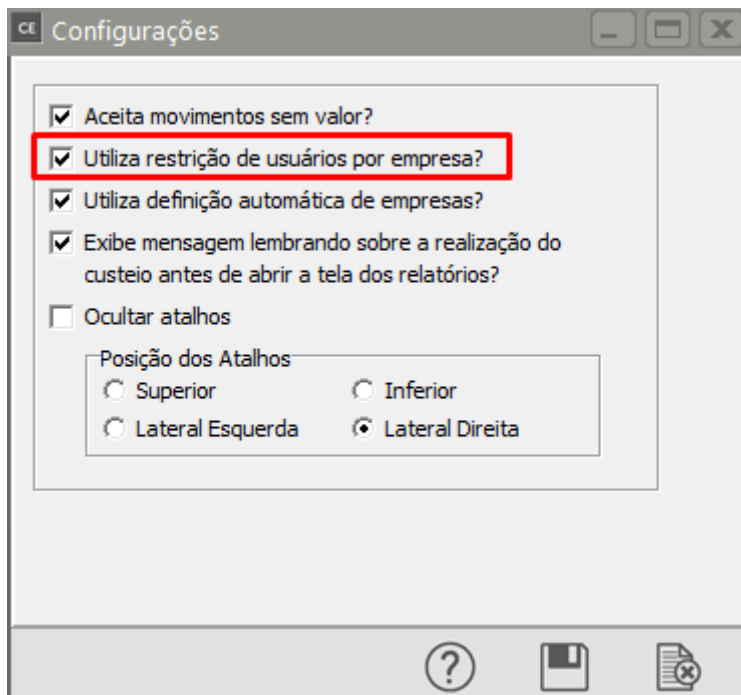 CE Configurações
Aceita movimentos sem valor?
Utiliza restrição de usuários por empresa?
Utiliza definição automática de empresas?
Exibe mensagem lembrando sobre a realização do
custeio antes de abrir a tela dos relatórios?
Ocultar atalhos
Posição dos Atalhos
Superior Inferior
Lateral Esquerda Lateral Direita
?